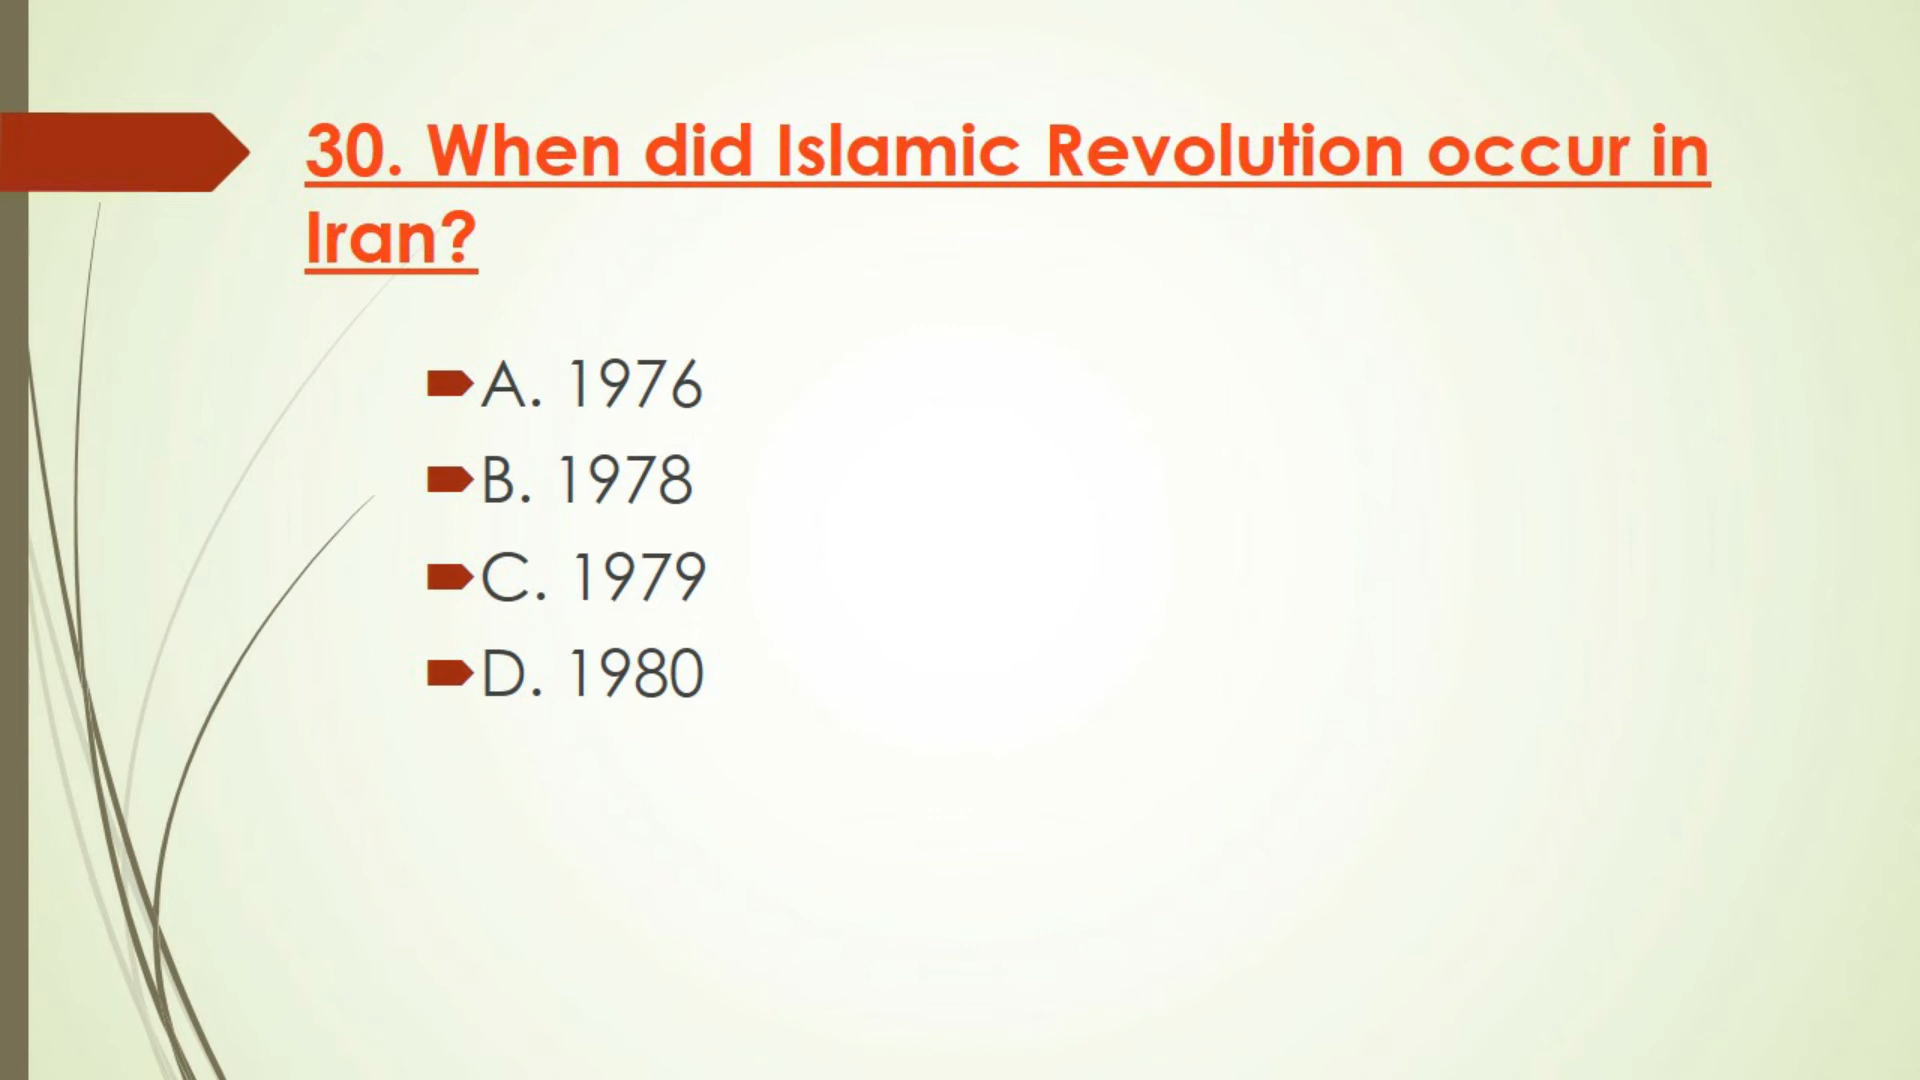 30. When did Islamic Revolution occur in
Iran?
A. 1976
B. 1978
C. 1979
D. 1980